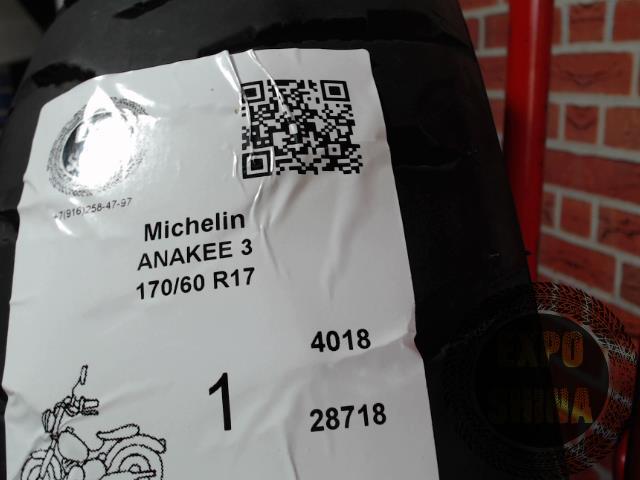 +7(916)258-47-97
Michelin
ANAKEE 3
170/60 R17
4018
1
28718
EXPO
SHINA